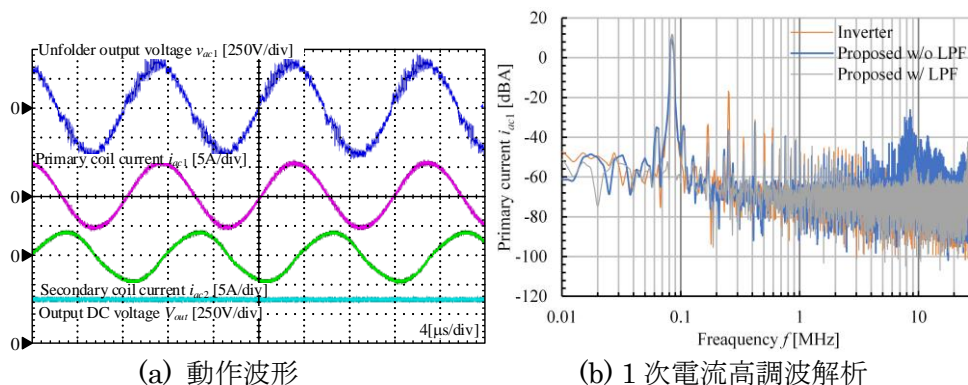 Unfolder output voltage vac1 [250V/div]
0
Primary coil current iac1 [5A/div]
0
0
Secondary coil current iac2 [5A/div]
Output DC voltage Vout [250V/div]
4[μs/div]
0
(a) 動作波形
20
0
-20
-40
-60
-80
-100
-120
Primary current iac1 [dBA]
Inverter
Proposed w/o LPF
Proposed w/ LPF
0.01
0.1
1
10
Freaquency f [MHz]
(b) 1 次電流高調波解析